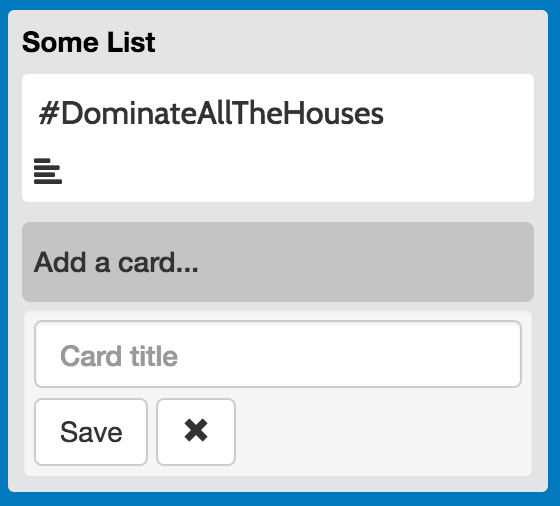 Some List
#DominateAllTheHouses
Add a card...
Card title
Save